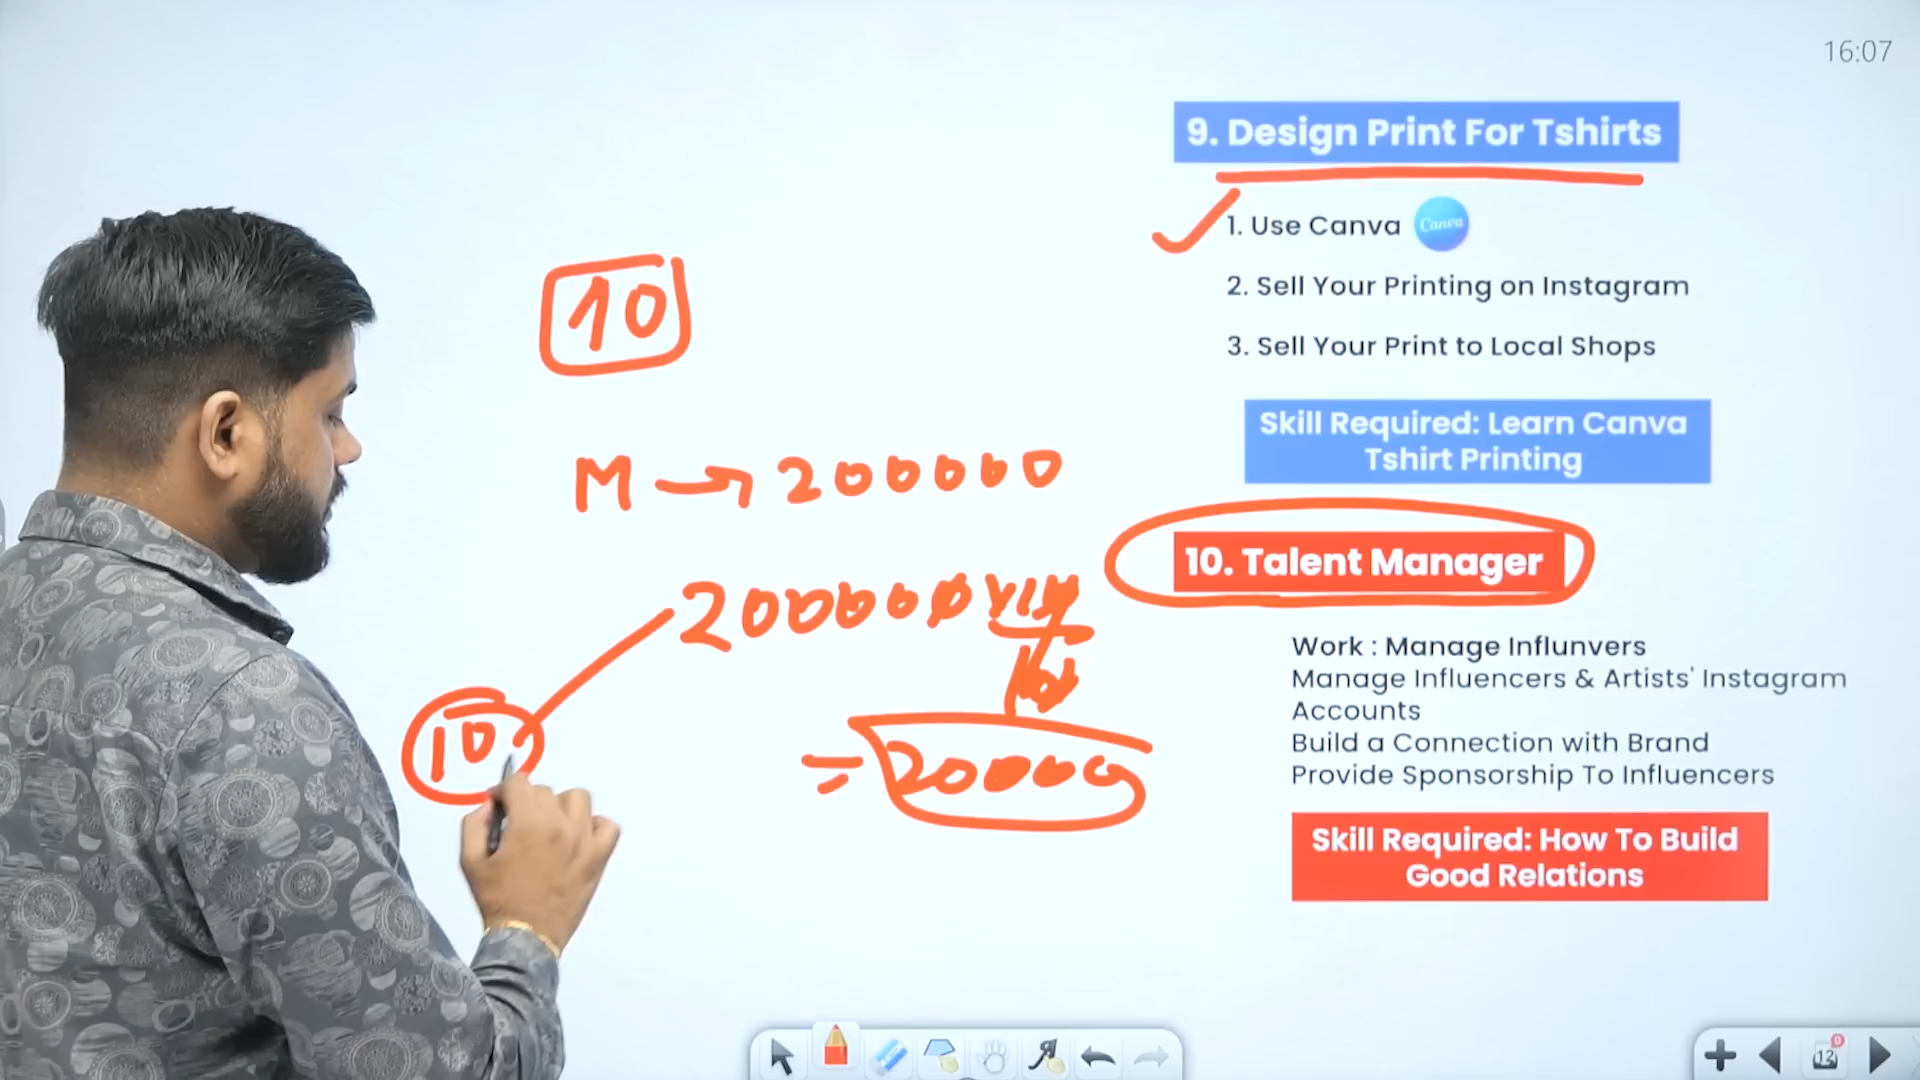 16:07
9. Design Print For Tshirts
1. Use Canva Canva
2. Sell Your Printing on Instagram
3. Sell Your Print to Local Shops
Skill Required: Learn Canva
Tshirt Printing
10. Talent Manager
Work : Manage Influnvers
Manage Influencers & Artists' Instagram
Accounts
Build a Connection with Brand
Provide Sponsorship To Influencers
Skill Required: How To Build
Good Relations
10
M → 200000
200000 x 10
100
= 20000
10
12
0